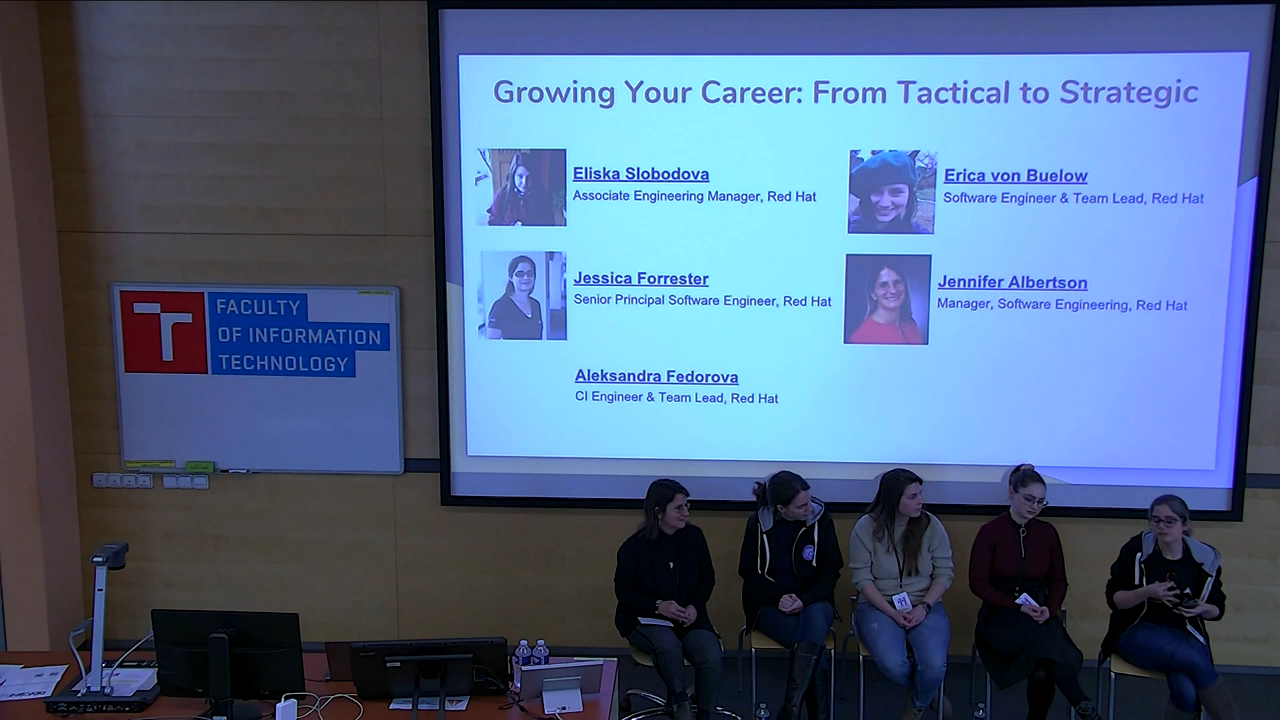 Growing Your Career: From Tactical to Strategic
Eliska Slobodova
Associate Engineering Manager, Red Hat
Erica von Buelow
Software Engineer & Team Lead, Red Hat
Jessica Forrester
Senior Principal Software Engineer, Red Hat
Jennifer Albertson
Manager, Software Engineering, Red Hat
Aleksandra Fedorova
CI Engineer & Team Lead, Red Hat
FACULTY
OF INFORMATION
TECHNOLOGY